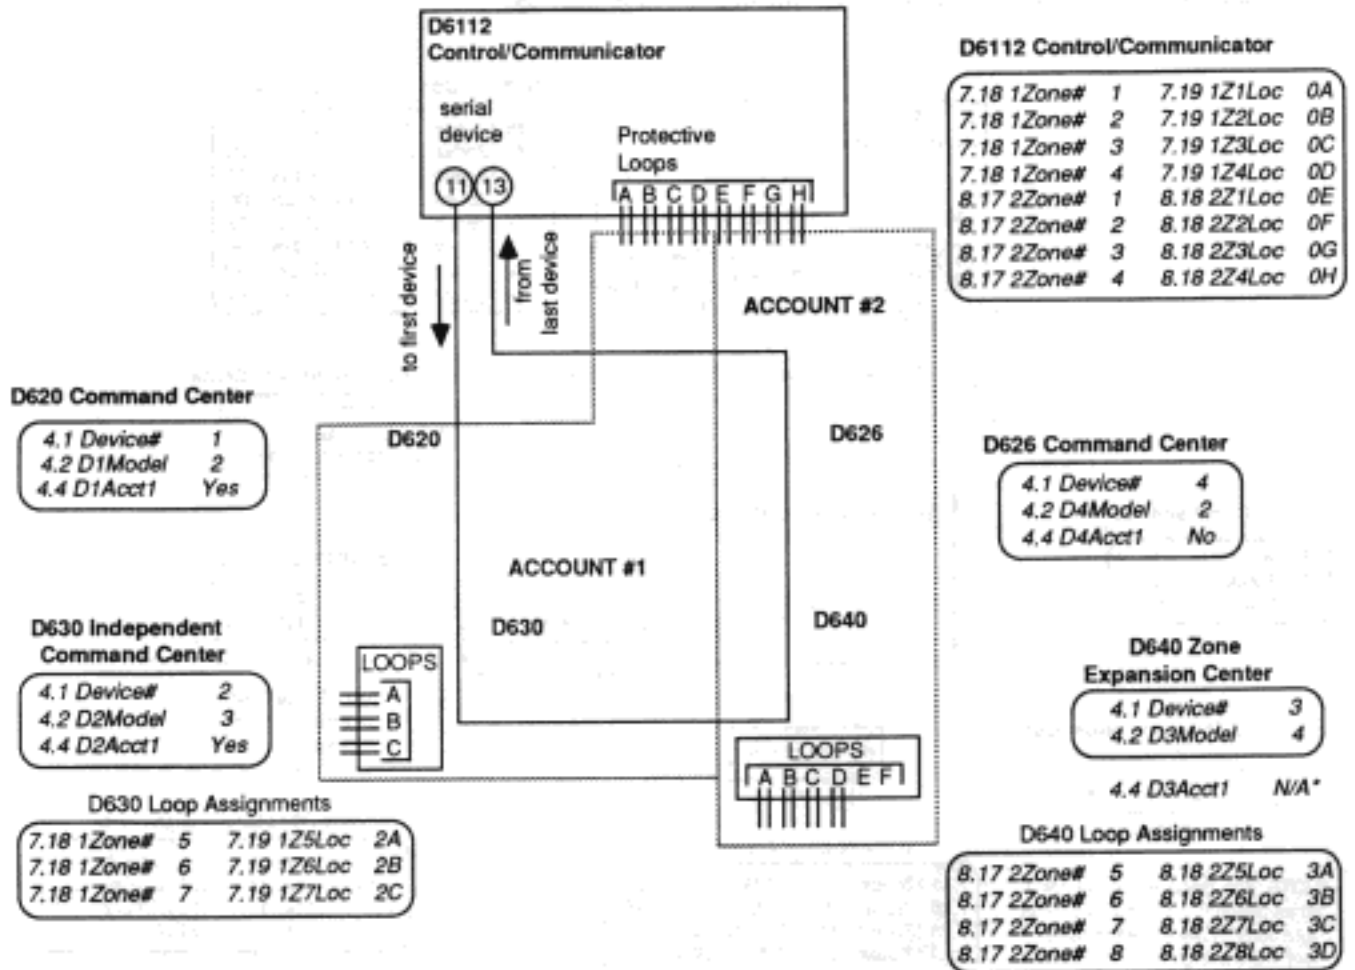 D6112
Control/Communicator
serial
device
Protective
Loops
11 13
A B C D E F G H
to first device
from
last device
ACCOUNT #2
D620
D626
ACCOUNT #1
D630
D640
LOOPS
A
B
C
LOOPS
A B C D E F
D6112 Control/Communicator
7.18 1Zone# 1 7.19 1Z1Loc 0A
7.18 1Zone# 2 7.19 1Z2Loc 0B
7.18 1Zone# 3 7.19 1Z3Loc 0C
7.18 1Zone# 4 7.19 1Z4Loc 0D
8.17 2Zone# 1 8.18 2Z1Loc 0E
8.17 2Zone# 2 8.18 2Z2Loc 0F
8.17 2Zone# 3 8.18 2Z3Loc 0G
8.17 2Zone# 4 8.18 2Z4Loc 0H
D620 Command Center
4.1 Device# 1
4.2 D1Model 2
4.4 D1Acct1 Yes
D626 Command Center
4.1 Device# 4
4.2 D4Model 2
4.4 D4Acct1 No
D630 Independent
Command Center
4.1 Device# 2
4.2 D2Model 3
4.4 D2Acct1 Yes
D640 Zone
Expansion Center
4.1 Device# 3
4.2 D3Model 4
4.4 D3Acct1 N/A*
D630 Loop Assignments
7.18 1Zone# 5 7.19 1Z5Loc 2A
7.18 1Zone# 6 7.19 1Z6Loc 2B
7.18 1Zone# 7 7.19 1Z7Loc 2C
D640 Loop Assignments
8.17 2Zone# 5 8.18 2Z5Loc 3A
8.17 2Zone# 6 8.18 2Z6Loc 3B
8.17 2Zone# 7 8.18 2Z7Loc 3C
8.17 2Zone# 8 8.18 2Z8Loc 3D